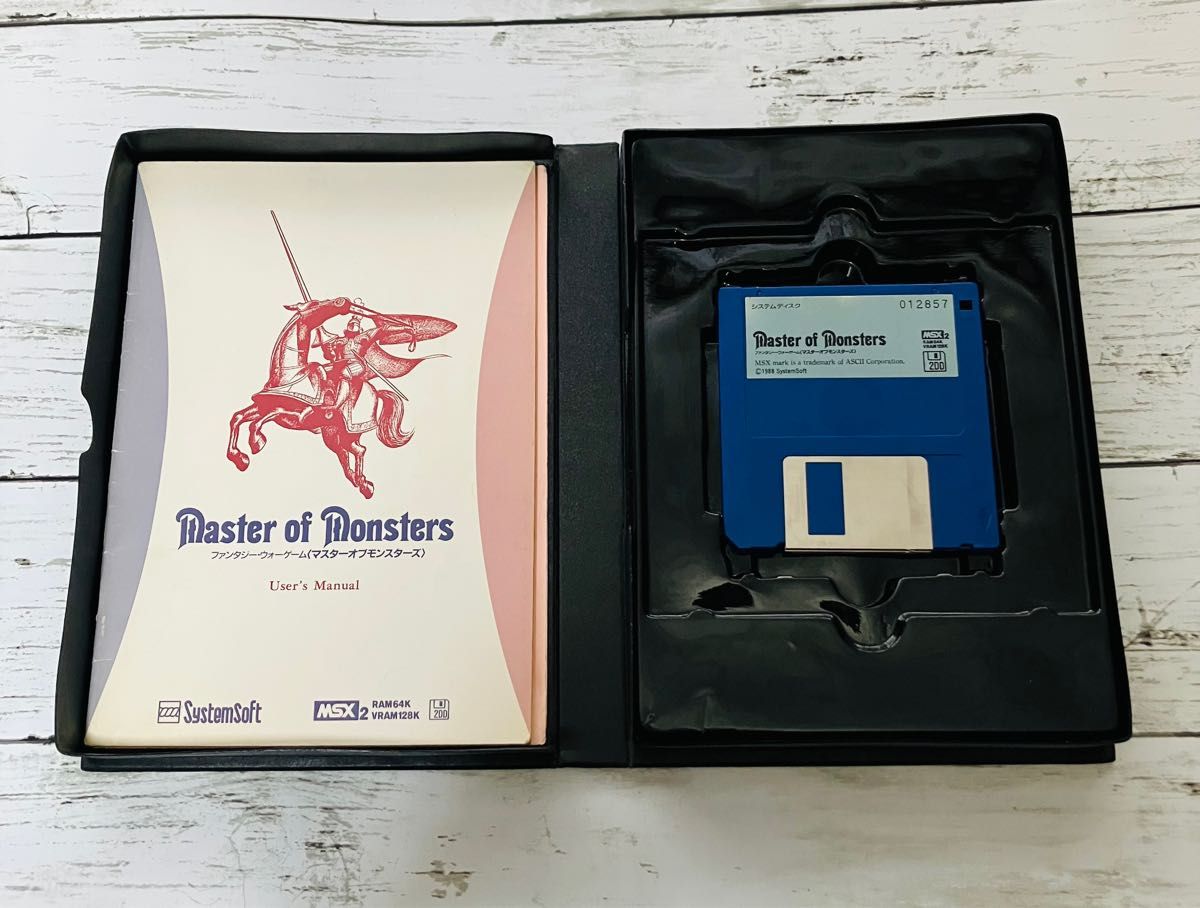 Master of Monsters
ファンタジー・ウォーゲーム〈マスターオブモンスターズ〉
User's Manual
SystemSoft
MSX2 RAM64K
VRAM128K
2DD
システムディスク 012857
Master of Monsters
ファンタジー・ウォーゲーム〈マスターオブモンスターズ〉
MSX2
RAM64K
VRAM128K
MSX mark is a trademark of ASCII Corporation.
©1988 SystemSoft
2DD